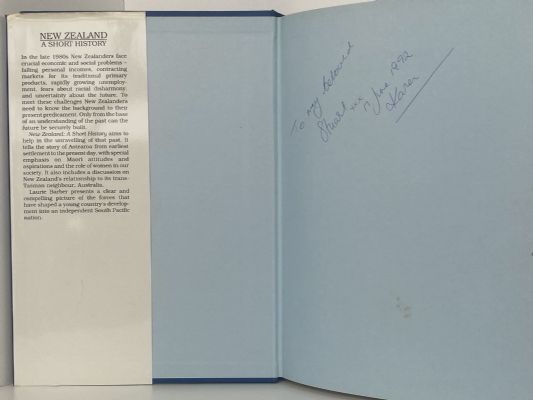 NEW ZEALAND
A SHORT HISTORY
In the late 1980s New Zealanders face
crucial economic and social problems –
falling personal incomes, contracting
markets for its traditional primary
products, rapidly growing unemploy-
ment, fears about racial disharmony,
and uncertainty about the future. To
meet these challenges New Zealanders
need to know the background to their
present predicament. Only from the base
of an understanding of the past can the
future be securely built.
New Zealand: A Short History aims to
help in the unravelling of that past. It
tells the story of Aotearoa from earliest
settlement to the present day, with special
emphasis on Maori attitudes and
aspirations and the role of women in our
society. It also includes a discussion on
New Zealand's relationship to its trans-
Tasman neighbour, Australia.
Laurie Barber presents a clear and
compelling picture of the forces that
have shaped a young country's develop-
ment into an independent South Pacific
nation.
To my beloved
Stuart
June 1992
Karen